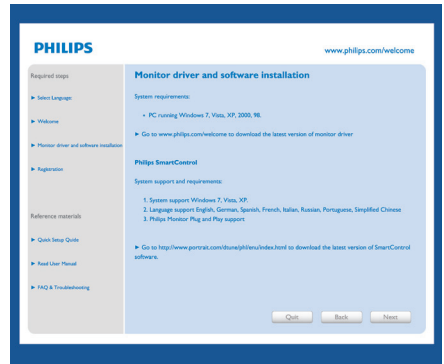 PHILIPS
www.philips.com/welcome
Required steps
► Select Language
► Welcome
► Monitor driver and software installation
► Registration
Reference materials
► Quick Setup Guide
► Read User Manual
► FAQ & Troubleshooting
Monitor driver and software installation
System requirements:
• PC running Windows 7, Vista, XP, 2000, 98.
► Go to www.philips.com/welcome to download the latest version of monitor driver
Philips SmartControl
System support and requirements:
1. System support Windows 7, Vista, XP.
2. Language support English, German, Spanish, French, Italian, Russian, Portuguese, Simplified Chinese
3. Philips Monitor Plug and Play support
► Go to http://www.portrait.com/dtune/phl/enu/index.html to download the latest version of SmartControl
software.
Quit
Back
Next